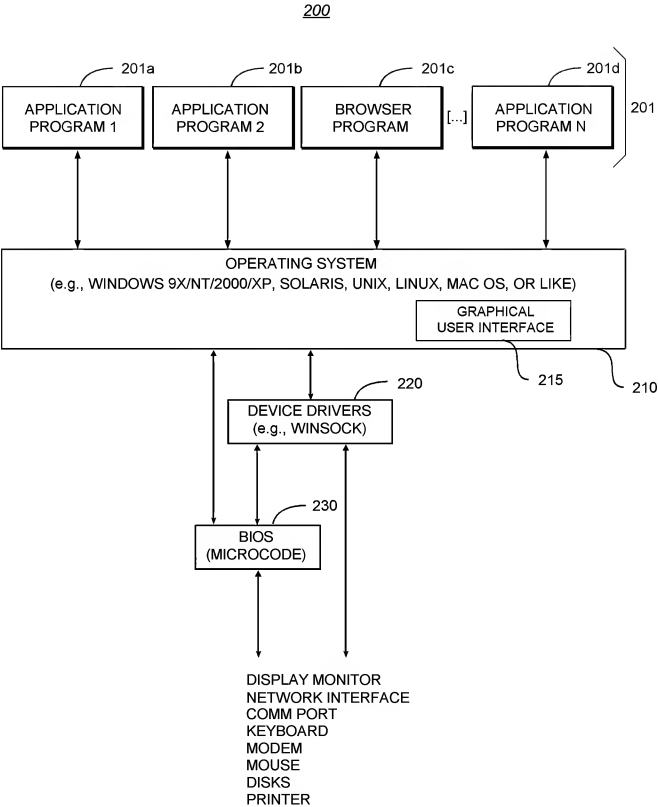 200
201a
201b
201c
201d
201
APPLICATION
PROGRAM 1
APPLICATION
PROGRAM 2
BROWSER
PROGRAM
[...]
APPLICATION
PROGRAM N
OPERATING SYSTEM
(e.g., WINDOWS 9X/NT/2000/XP, SOLARIS, UNIX, LINUX, MAC OS, OR LIKE)
GRAPHICAL
USER INTERFACE
215
210
220
DEVICE DRIVERS
(e.g., WINSOCK)
230
BIOS
(MICROCODE)
DISPLAY MONITOR
NETWORK INTERFACE
COMM PORT
KEYBOARD
MODEM
MOUSE
DISKS
PRINTER